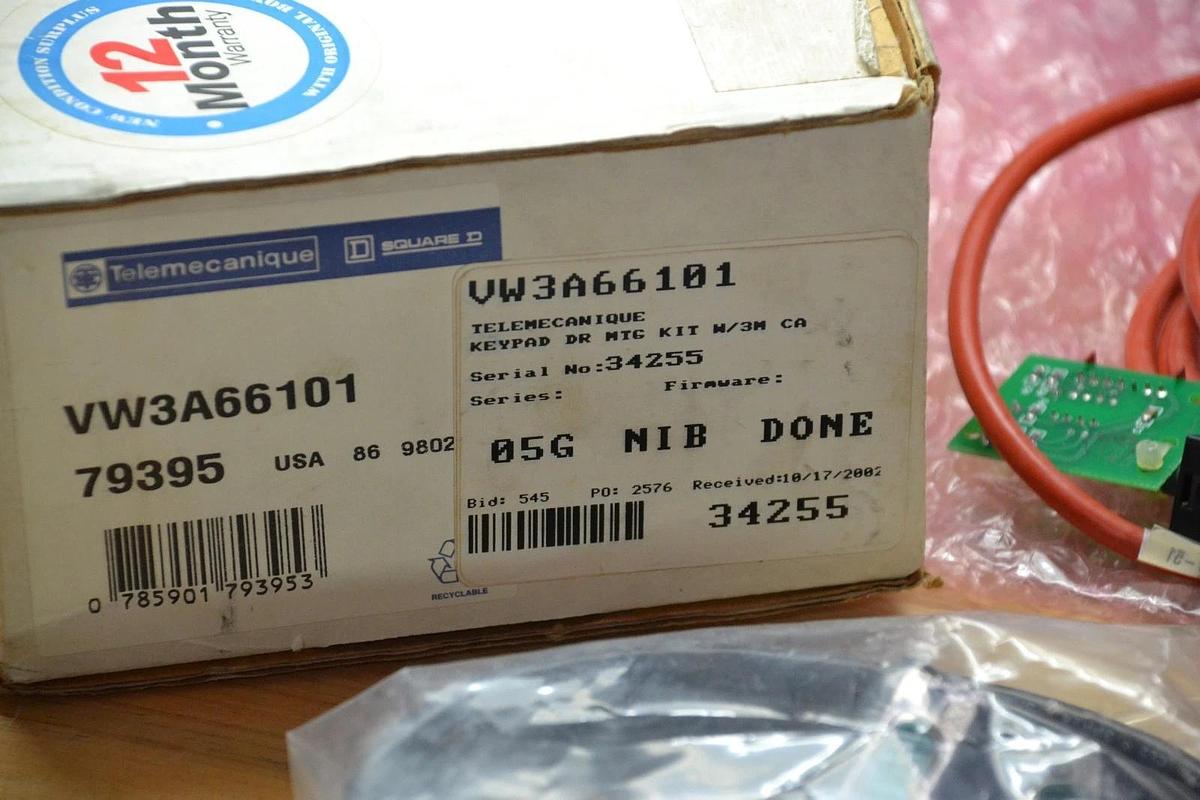 NEW CONDITION SURPLUS
12
Month
Warranty
WITH ORIGINAL BOX
Telemecanique
D SQUARE D
VW3A66101
79395 USA 86 9802
0 785901 793953
RECYCLABLE
VW3A66101
TELEMECANIQUE
KEYPAD DR MTG KIT W/3M CA
Serial No:34255
Series: Firmware:
05G NIB DONE
Bid: 545 PO: 2576 Received:10/17/2002
34255